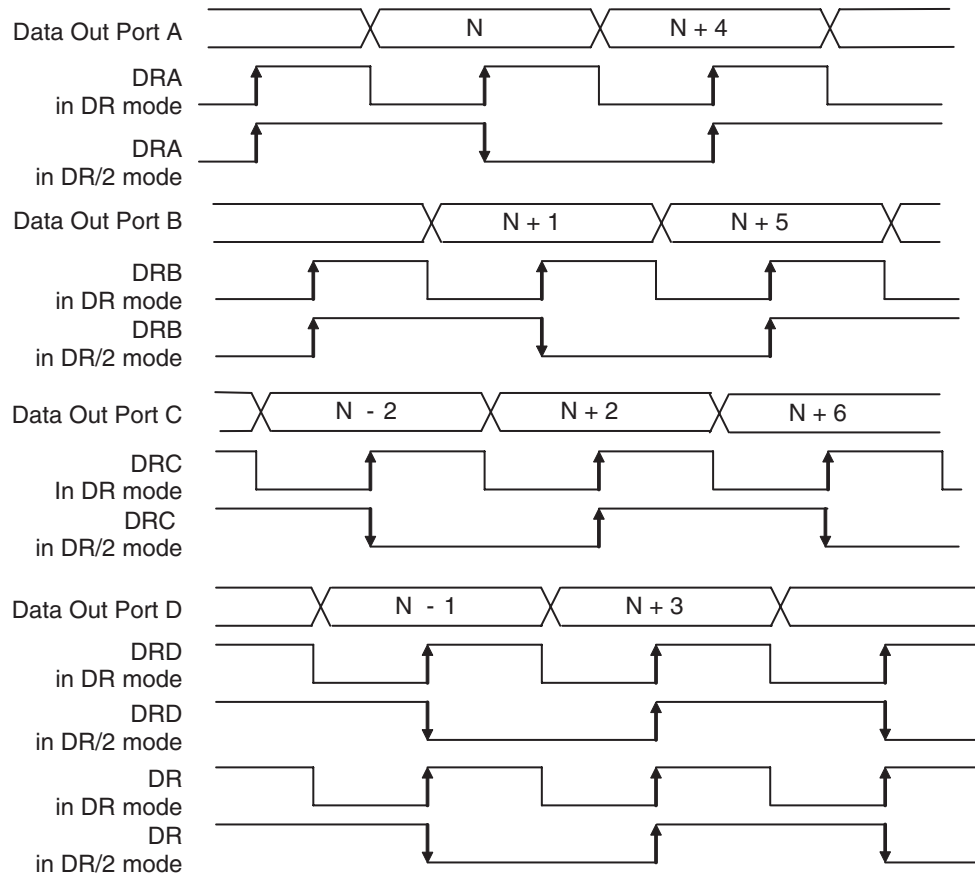 Data Out Port A
N
N + 4
DRA
in DR mode
DRA
in DR/2 mode
Data Out Port B
N + 1
N + 5
DRB
in DR mode
DRB
in DR/2 mode
Data Out Port C
N - 2
N + 2
N + 6
DRC
In DR mode
DRC
in DR/2 mode
Data Out Port D
N - 1
N + 3
DRD
in DR mode
DRD
in DR/2 mode
DR
in DR mode
DR
in DR/2 mode